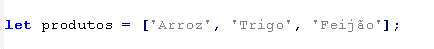 let produtos = ['Arroz', 'Trigo', 'Feijão'];